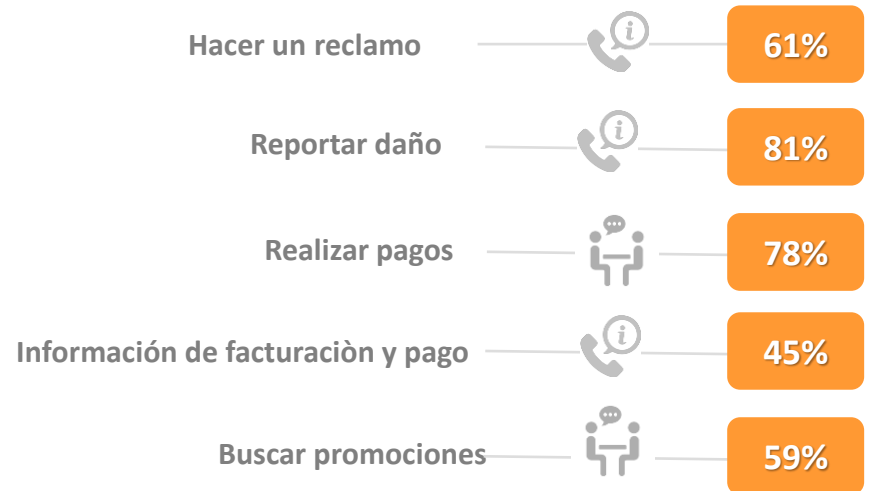 Hacer un reclamo 61%
Reportar daño 81%
Realizar pagos 78%
Información de facturaciòn y pago 45%
Buscar promociones 59%